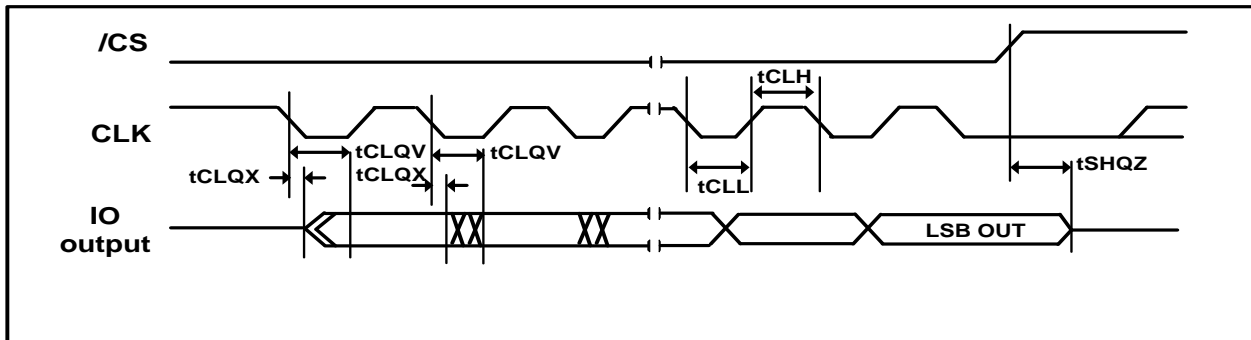 /CS
tCLH
CLK
tCLQV
tCLQV
tCLQX
tCLQX
tCLL
tSHQZ
IO
output
LSB OUT